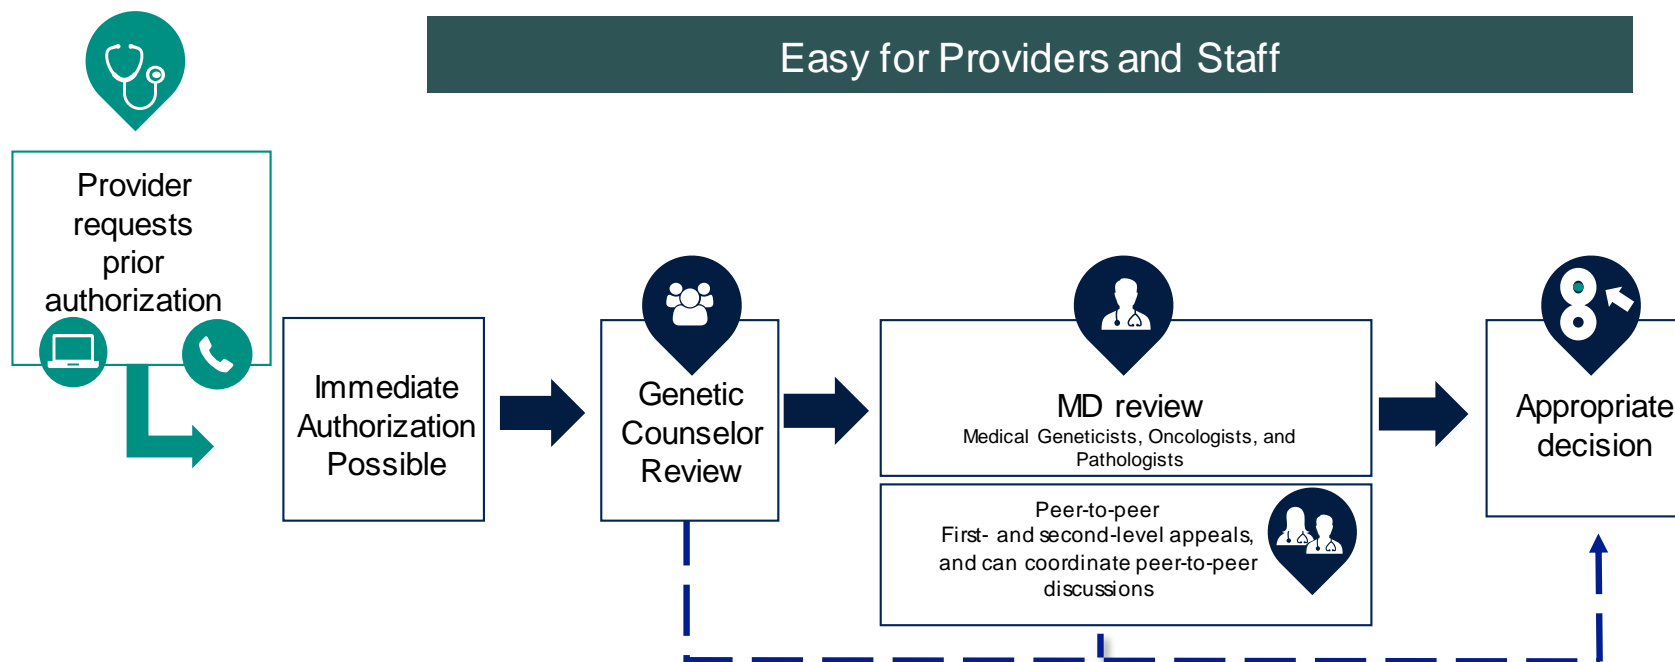 Easy for Providers and Staff
Provider
requests
prior
authorization
Immediate
Authorization
Possible
Genetic
Counselor
Review
MD review
Medical Geneticists, Oncologists, and
Pathologists
Peer-to-peer
First- and second-level appeals,
and can coordinate peer-to-peer
discussions
Appropriate
decision